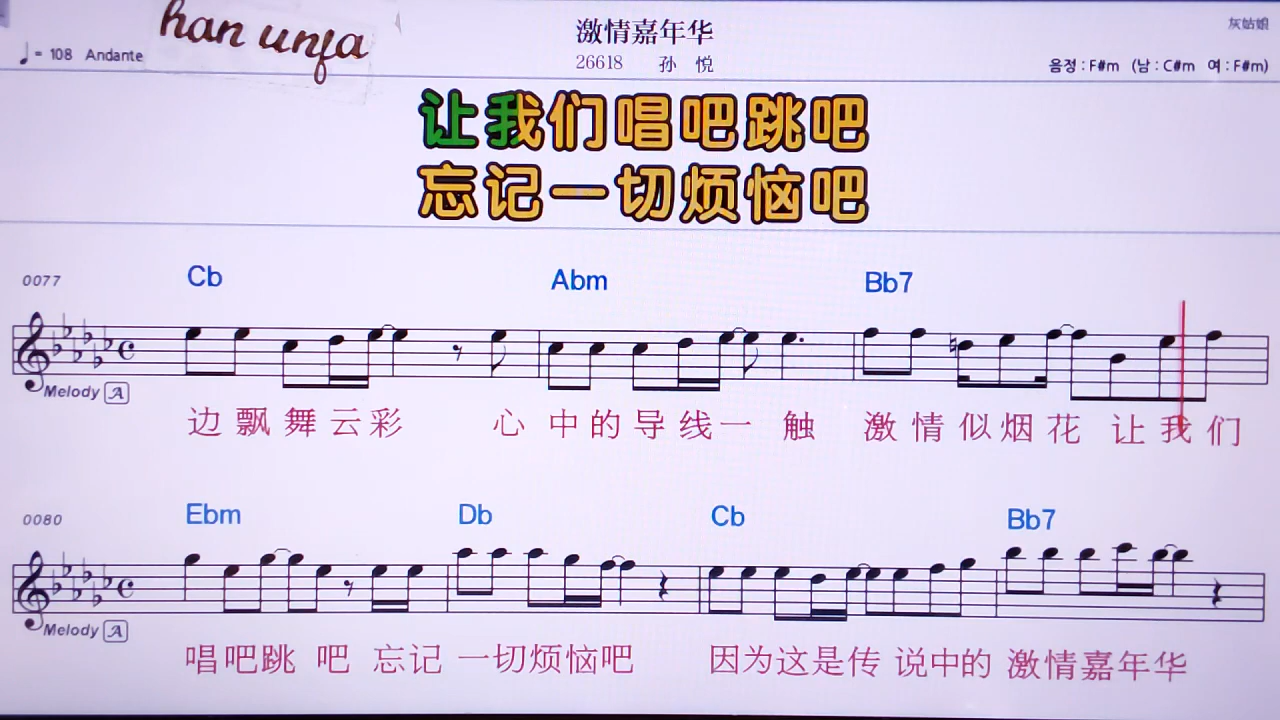 han unfa
激情嘉年华
灰姑娘
♩= 108 Andante
26618 孙 悦
음정 : F#m (남 : C#m 여 : F#m)
让我们唱吧跳吧
忘记一切烦恼吧
0077 Cb Abm Bb7
Melody A
边飘舞云彩 心中的导线一触 激情似烟花 让我们
0080 Ebm Db Cb Bb7
Melody A
唱吧跳吧 忘记一切烦恼吧 因为这是传说中的激情嘉年华